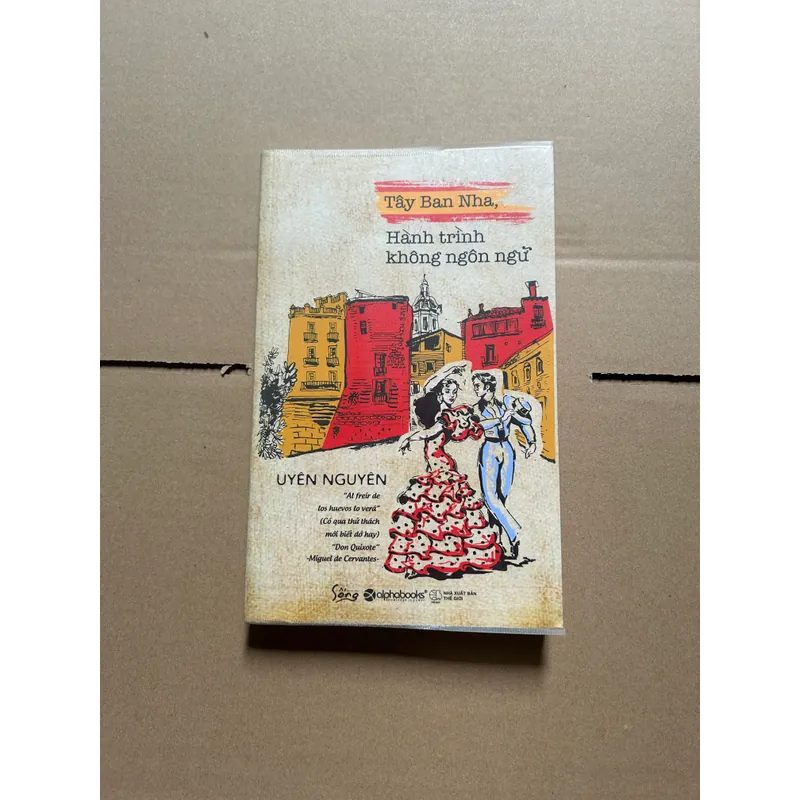 Tây Ban Nha,
Hành trình
không ngôn ngữ
UYÊN NGUYÊN
"Al freír de
los huevos lo verá"
(Có qua thử thách
mới biết dở hay)
"Don Quixote"
-Miguel de Cervantes-
Sống alphabooks®
NHÀ XUẤT BẢN
THẾ GIỚI